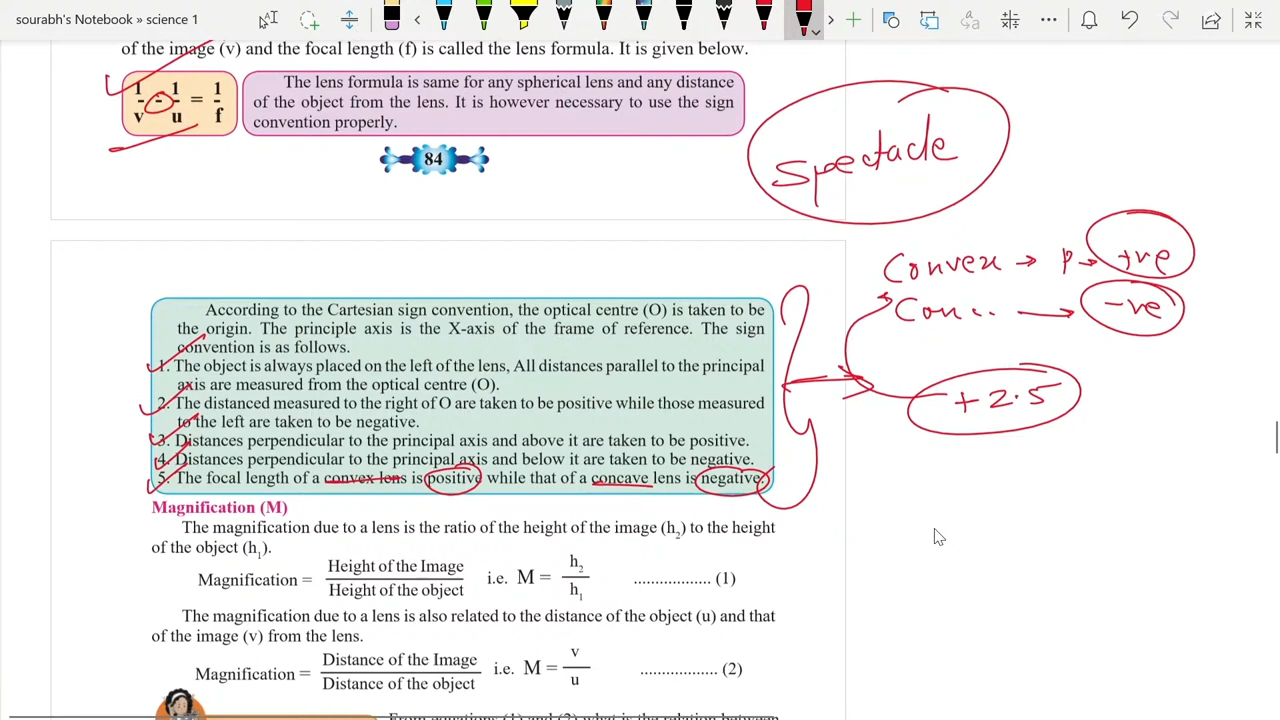 sourabh's Notebook » science 1
of the image (v) and the focal length (f) is called the lens formula. It is given below.
1/v - 1/u = 1/f
The lens formula is same for any spherical lens and any distance
of the object from the lens. It is however necessary to use the sign
convention properly.
84
Spectacle
Convex → P → +ve
Conc.. → -ve
+2.5
According to the Cartesian sign convention, the optical centre (O) is taken to be
the origin. The principle axis is the X-axis of the frame of reference. The sign
convention is as follows.
1. The object is always placed on the left of the lens, All distances parallel to the principal
axis are measured from the optical centre (O).
2. The distanced measured to the right of O are taken to be positive while those measured
to the left are taken to be negative.
3. Distances perpendicular to the principal axis and above it are taken to be positive.
4. Distances perpendicular to the principal axis and below it are taken to be negative.
5. The focal length of a convex lens is positive while that of a concave lens is negative.
Magnification (M)
The magnification due to a lens is the ratio of the height of the image (h2) to the height
of the object (h1).
Magnification = Height of the Image / Height of the object i.e. M = h2 / h1 .................. (1)
The magnification due to a lens is also related to the distance of the object (u) and that
of the image (v) from the lens.
Magnification = Distance of the Image / Distance of the object i.e. M = v / u .................. (2)
From equations (1) and (2) what is the relation between